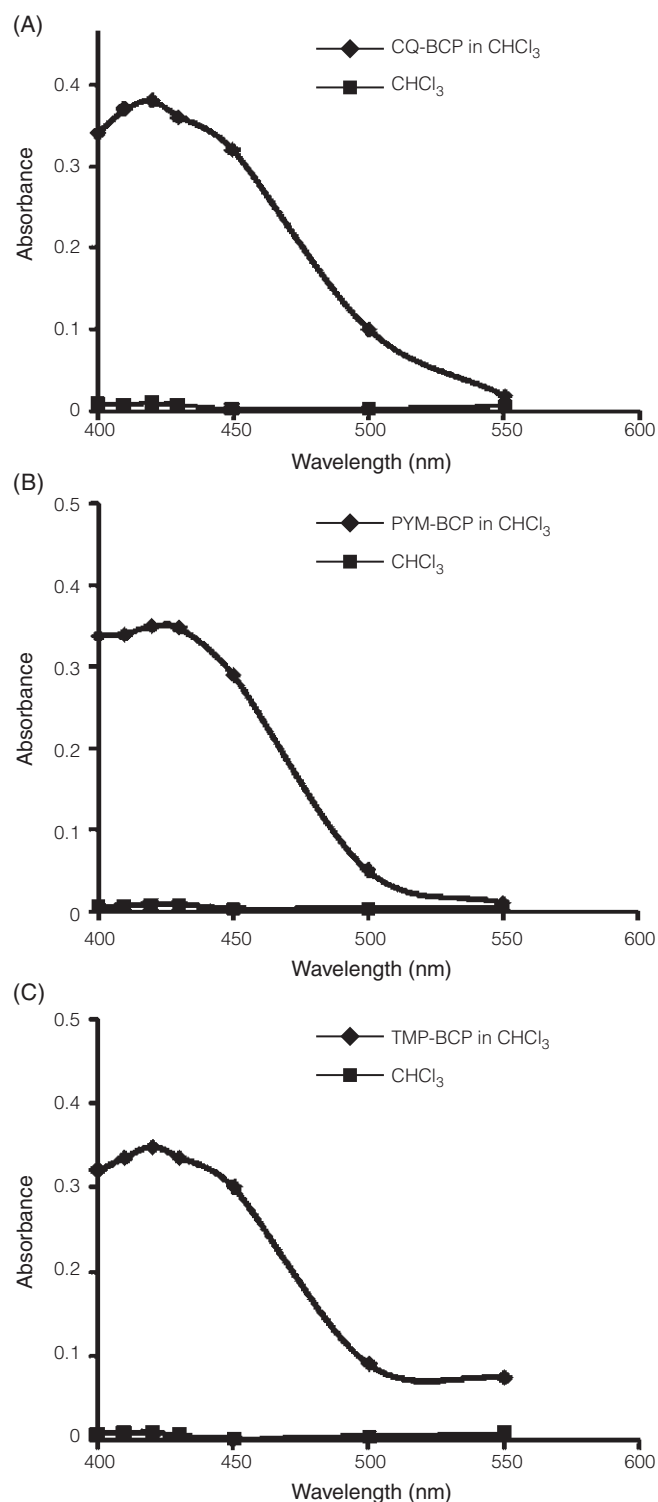 (A)
CQ-BCP in CHCl₃
CHCl₃
0.4
0.3
0.2
0.1
0
Absorbance
400 450 500 550 600
Wavelength (nm)
(B)
0.5
PYM-BCP in CHCl₃
CHCl₃
0.4
0.3
0.2
0.1
0
Absorbance
400 450 500 550 600
Wavelength (nm)
(C)
0.5
TMP-BCP in CHCl₃
CHCl₃
0.4
0.3
0.2
0.1
0
Absorbance
400 450 500 550 600
Wavelength (nm)